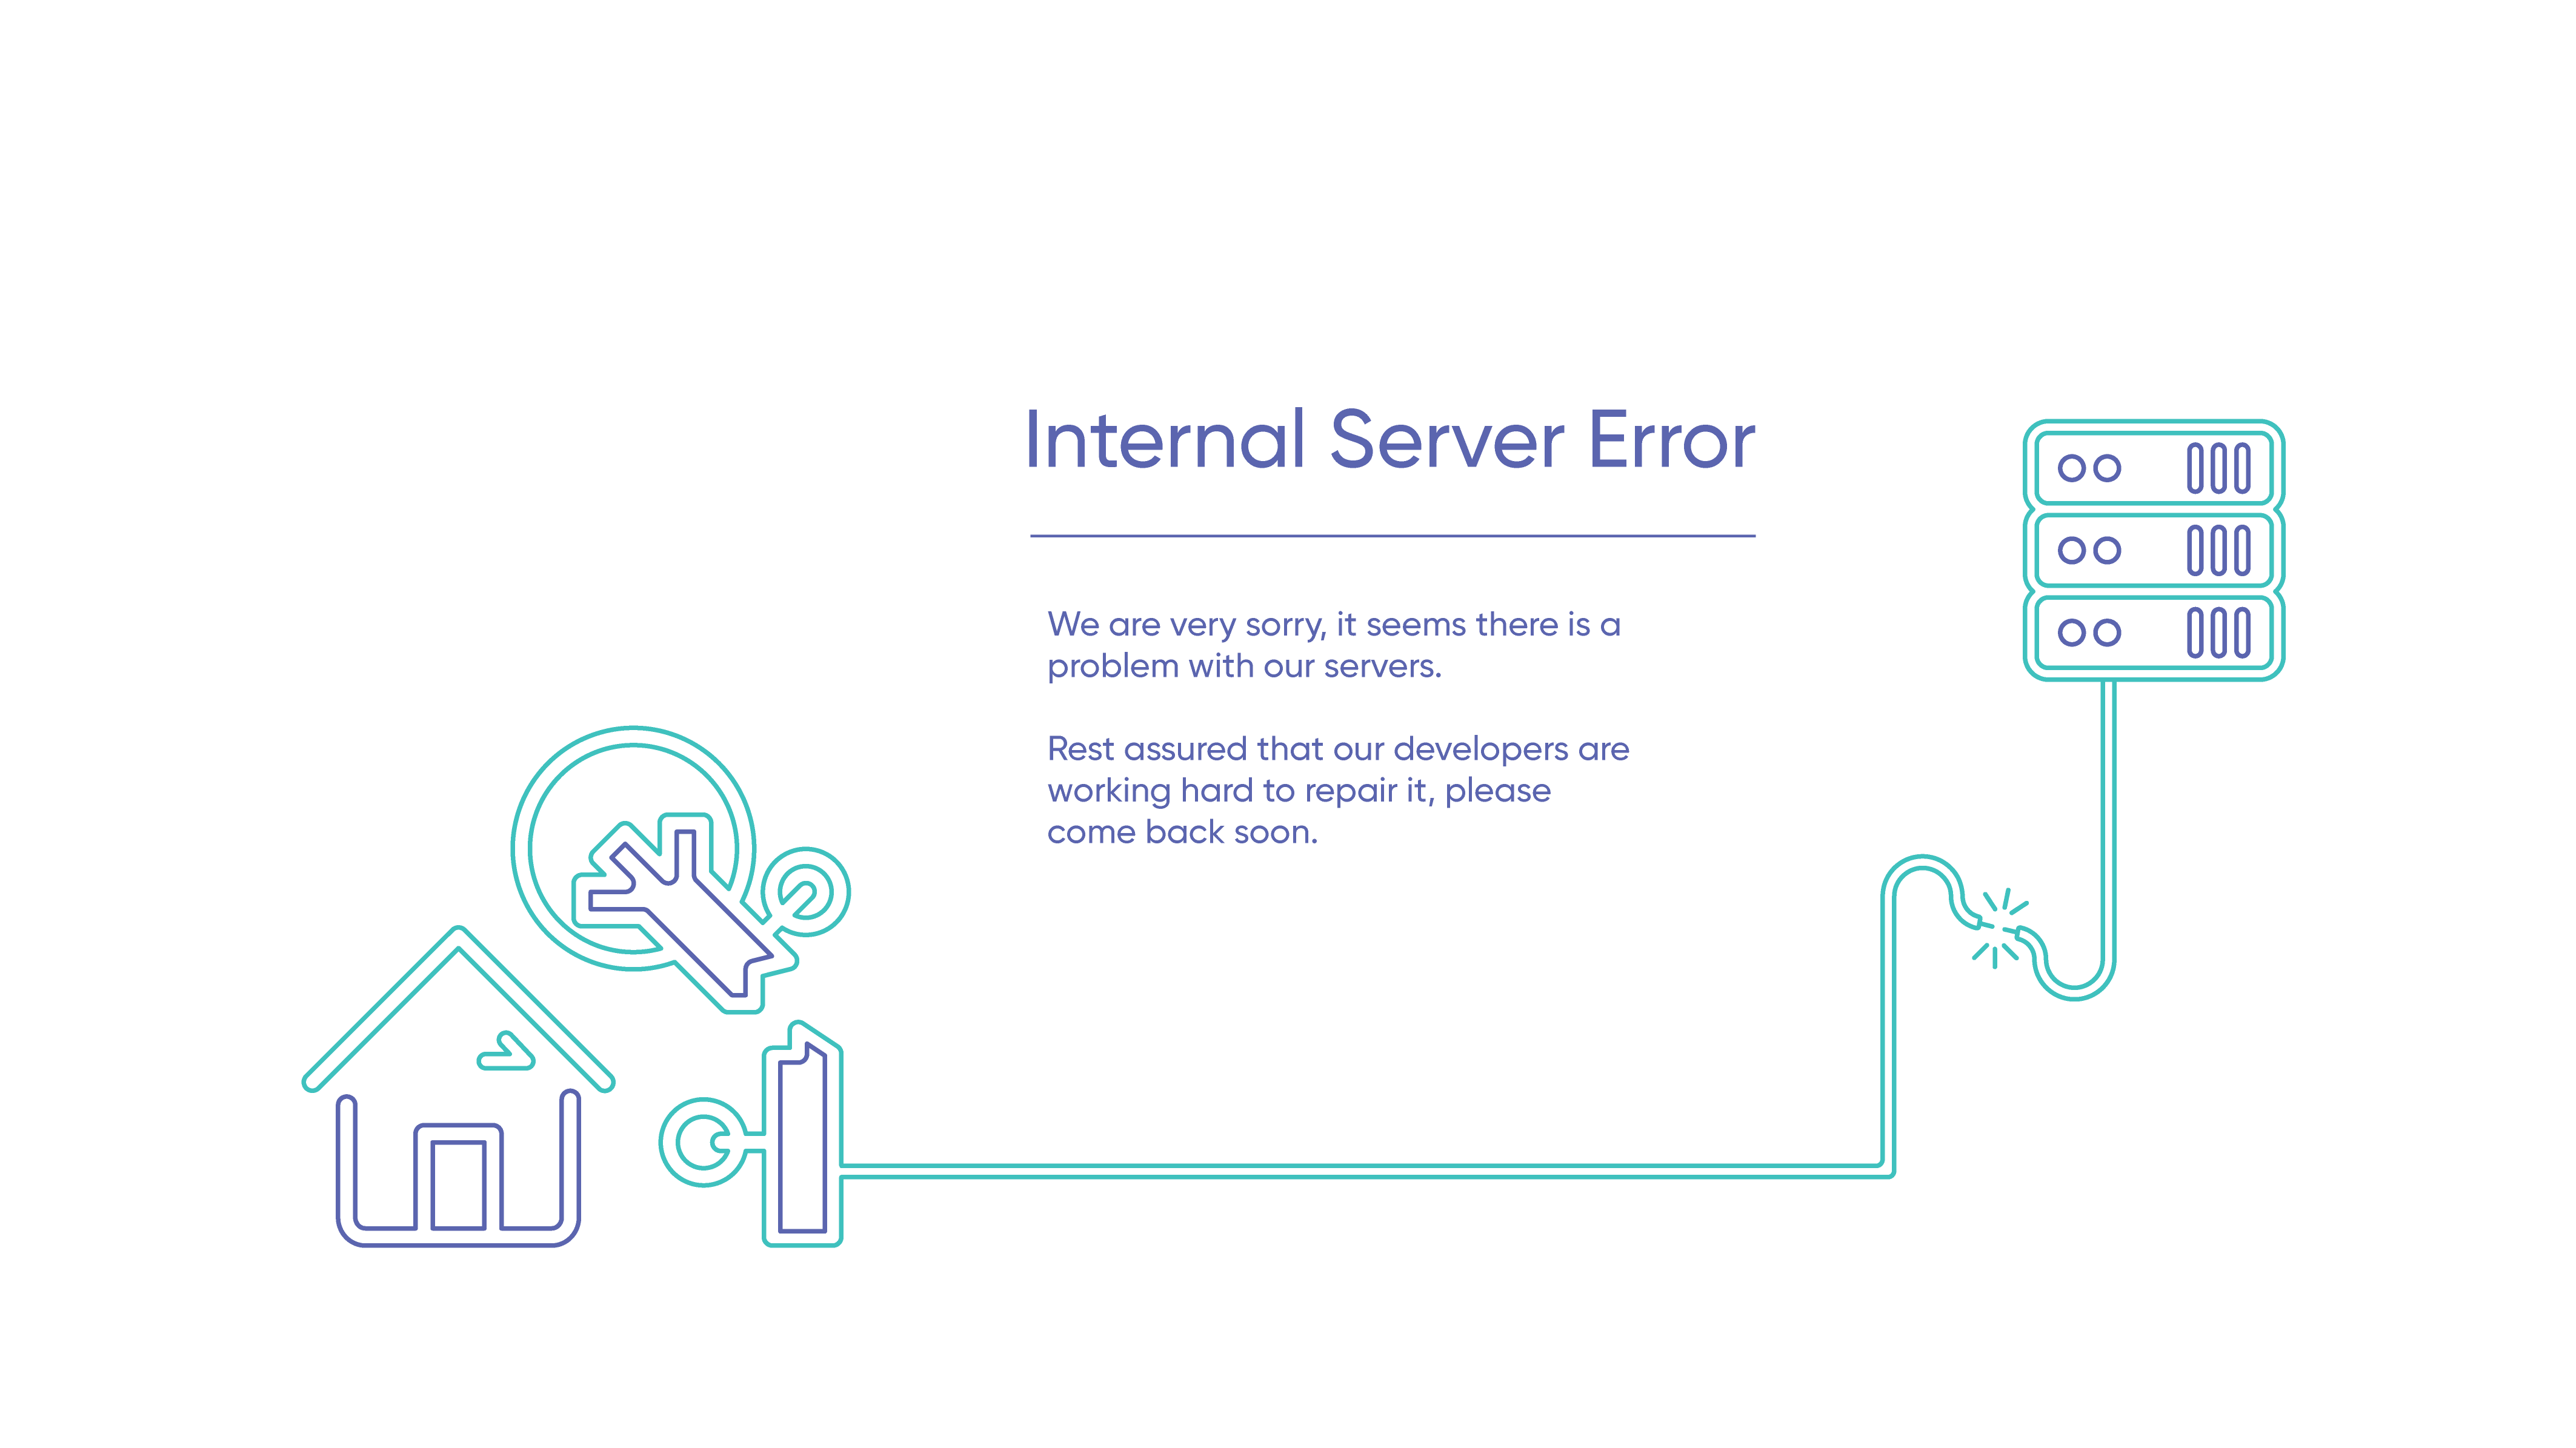 Internal Server Error
We are very sorry, it seems there is a
problem with our servers.
Rest assured that our developers are
working hard to repair it, please
come back soon.